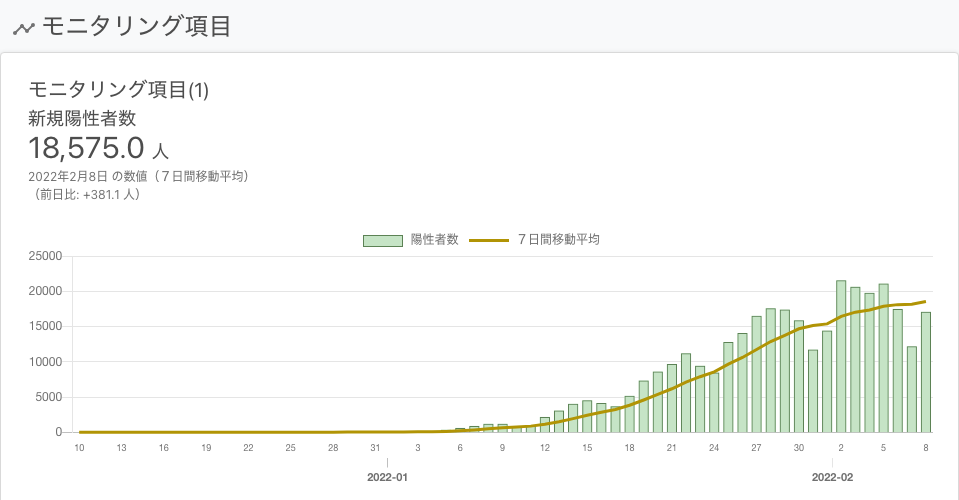 モニタリング項目
モニタリング項目(1)
新規陽性者数
18,575.0 人
2022年2月8日 の数値（７日間移動平均）
（前日比: +381.1 人）
陽性者数 ７日間移動平均
25000
20000
15000
10000
5000
0
10 13 16 19 22 25 28 31 3 6 9 12 15 18 21 24 27 30 2 5 8
2022-01 2022-02